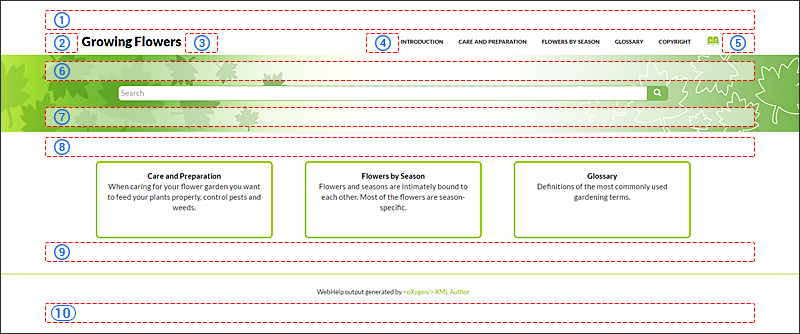 1
2 Growing Flowers 3 4 INTRODUCTION CARE AND PREPARATION FLOWERS BY SEASON GLOSSARY COPYRIGHT 5
6
Search
7
8
Care and Preparation
When caring for your flower garden you want
to feed your plants properly, control pests and
weeds.
Flowers by Season
Flowers and seasons are intimately bound to
each other. Most of the flowers are season-
specific.
Glossary
Definitions of the most commonly used
gardening terms.
9
WebHelp output generated by <oXygen/> XML Author
10